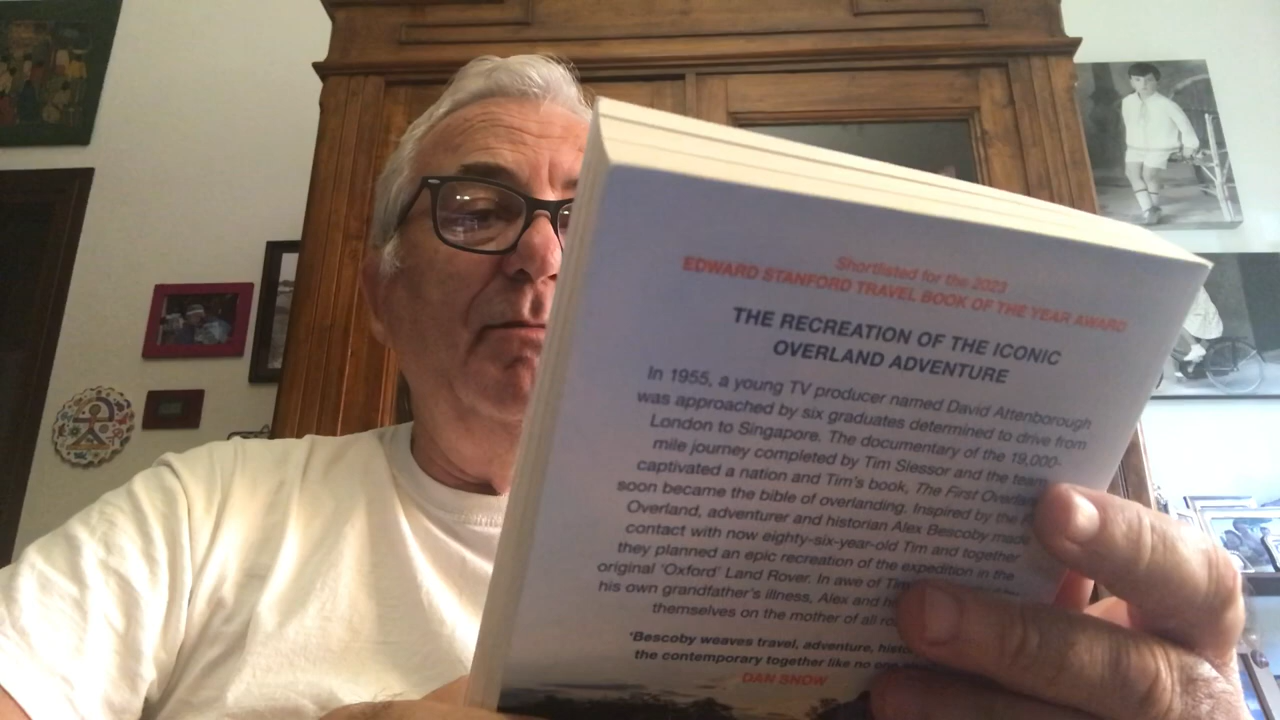 Shortlisted for the 2023
EDWARD STANFORD TRAVEL BOOK OF THE YEAR AWARD
THE RECREATION OF THE ICONIC
OVERLAND ADVENTURE
In 1955, a young TV producer named David Attenborough
was approached by six graduates determined to drive from
London to Singapore. The documentary of the 19,000-
mile journey completed by Tim Slessor and the team
captivated a nation and Tim's book, The First Overland
soon became the bible of overlanding. Inspired by the
Overland, adventurer and historian Alex Bescoby made
contact with now eighty-six-year-old Tim and together
they planned an epic recreation of the expedition in the
original 'Oxford' Land Rover. In awe of Tim
his own grandfather's illness, Alex and
themselves on the mother of all
'Bescoby weaves travel, adventure,
the contemporary together like no one
DAN SNOW